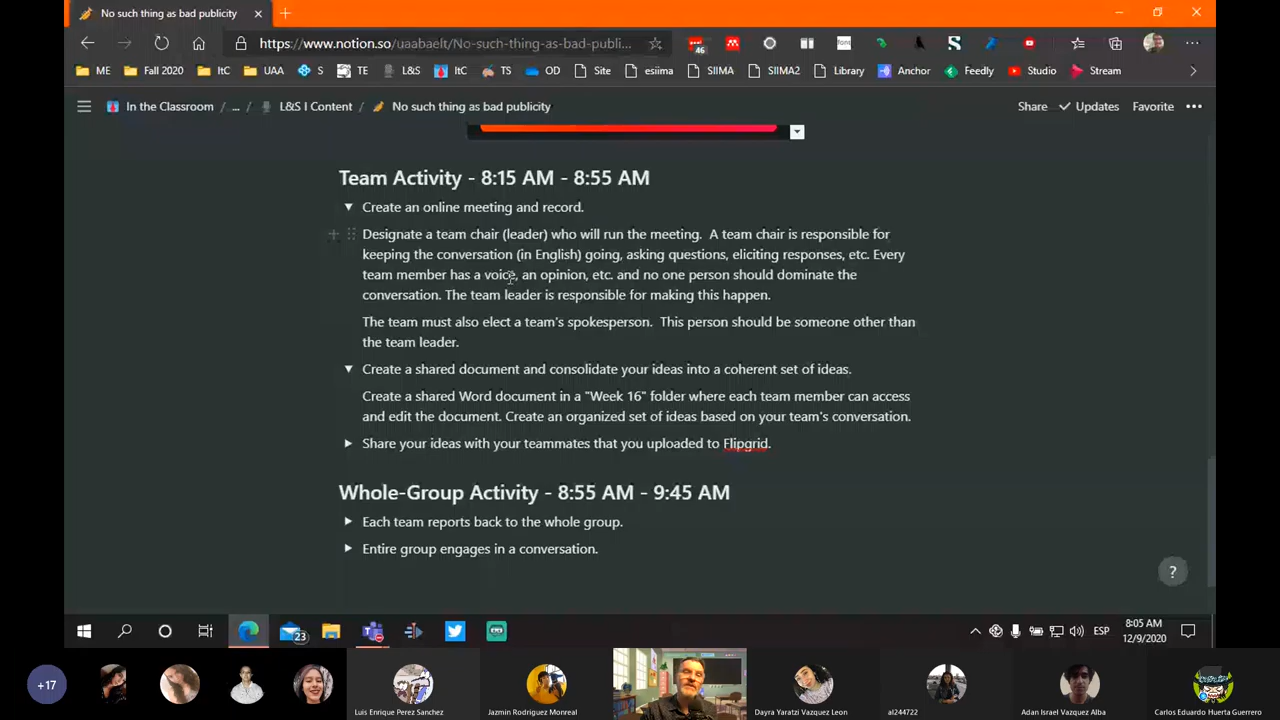 No such thing as bad publicity
https://www.notion.so/uaabaelt/No-such-thing-as-bad-publi...
46
ME Fall 2020 ItC UAA S TE L&S ItC TS OD Site esiima SIIMA SIIMA2 Library Anchor Feedly Studio Stream
In the Classroom / ... / L&S I Content / No such thing as bad publicity
Share Updates Favorite
Team Activity - 8:15 AM - 8:55 AM
Create an online meeting and record.
Designate a team chair (leader) who will run the meeting. A team chair is responsible for
keeping the conversation (in English) going, asking questions, eliciting responses, etc. Every
team member has a voice, an opinion, etc. and no one person should dominate the
conversation. The team leader is responsible for making this happen.
The team must also elect a team's spokesperson. This person should be someone other than
the team leader.
Create a shared document and consolidate your ideas into a coherent set of ideas.
Create a shared Word document in a "Week 16" folder where each team member can access
and edit the document. Create an organized set of ideas based on your team's conversation.
Share your ideas with your teammates that you uploaded to Flipgrid.
Whole-Group Activity - 8:55 AM - 9:45 AM
Each team reports back to the whole group.
Entire group engages in a conversation.
?
23
ESP
8:05 AM
12/9/2020
+17
Luis Enrique Perez Sanchez
Jazmin Rodriguez Monreal
Dayra Yaratzi Vazquez Leon
al244722
Adan Israel Vazquez Alba
Carlos Eduardo Huerta Guerrero